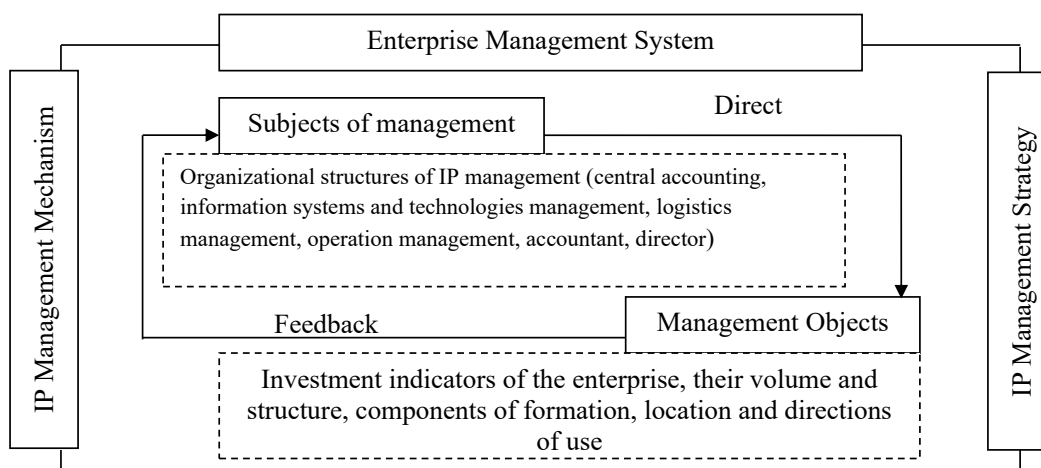 Enterprise Management System
IP Management Mechanism
Direct
Subjects of management
Organizational structures of IP management (central accounting,
information systems and technologies management, logistics
management, operation management, accountant, director)
Feedback
Management Objects
Investment indicators of the enterprise, their volume and
structure, components of formation, location and directions
of use
IP Management Strategy